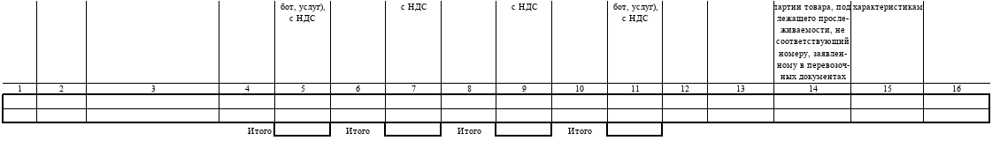 бот, услуг),
с НДС
с НДС
с НДС
бот, услуг),
с НДС
партии товара, под
лежащего просле-
живаемости, не
соответствующий
номеру, заявлен-
ному в перевозоч-
ных документах
характеристикам
1 2 3 4 5 6 7 8 9 10 11 12 13 14 15 16
Итого Итого Итого Итого